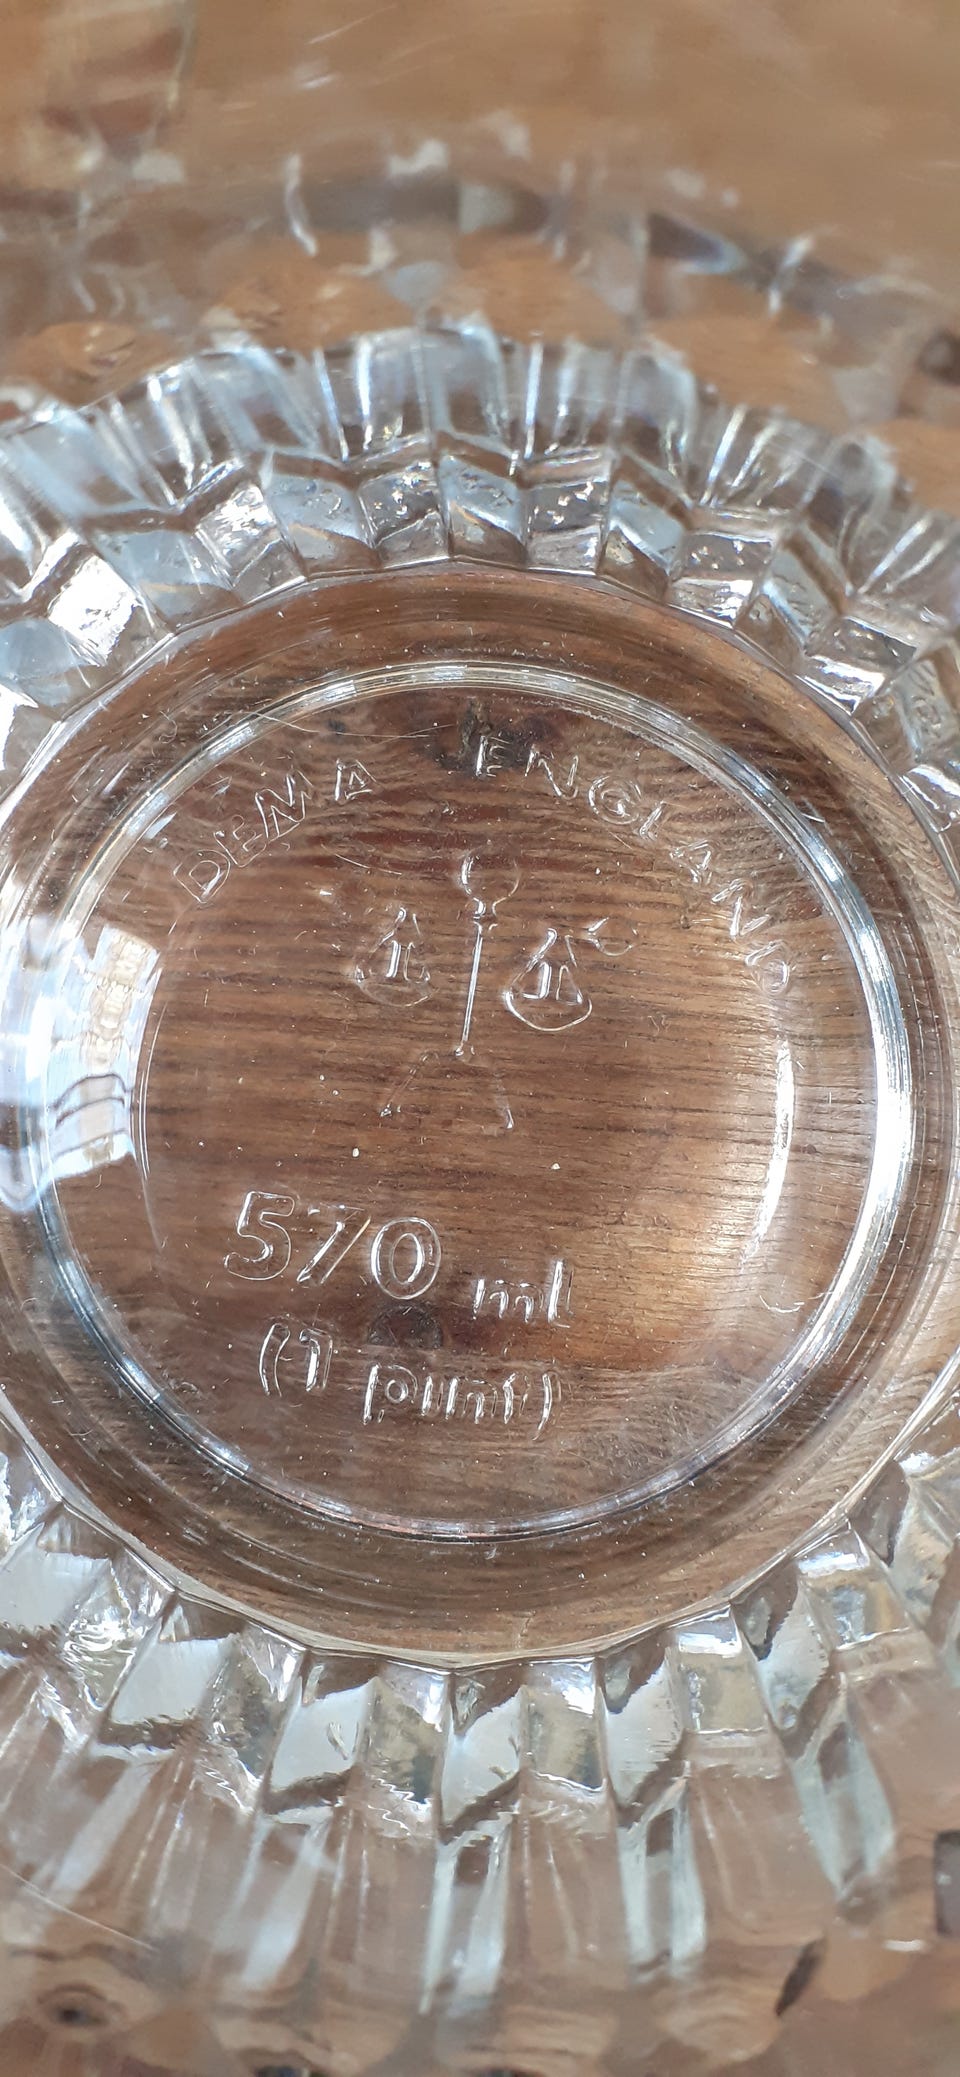 DEMA ENGLAND
570 ml
(1 pint)